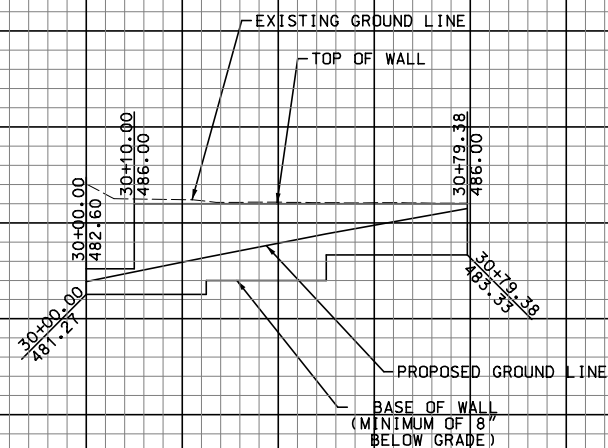 EXISTING GROUND LINE
TOP OF WALL
30+10.00
486.00
30+79.38
486.00
30+00.00
482.60
30+00.00
481.27
30+79.38
483.33
PROPOSED GROUND LINE
BASE OF WALL
(MINIMUM OF 8"
BELOW GRADE)